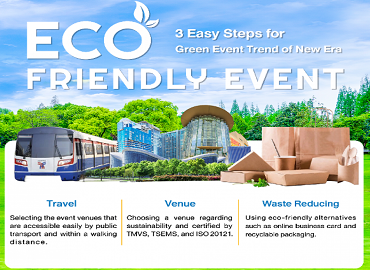 ECO
3 Easy Steps for
Green Event Trend of New Era
FRIENDLY EVENT
Travel
Selecting the event venues that
are accessible easily by public
transport and within a walking
distance.
Venue
Choosing a venue regarding
sustainability and certified by
TMVS, TSEMS, and ISO 20121.
Waste Reducing
Using eco-friendly alternatives
such as online business card and
recyclable packaging.